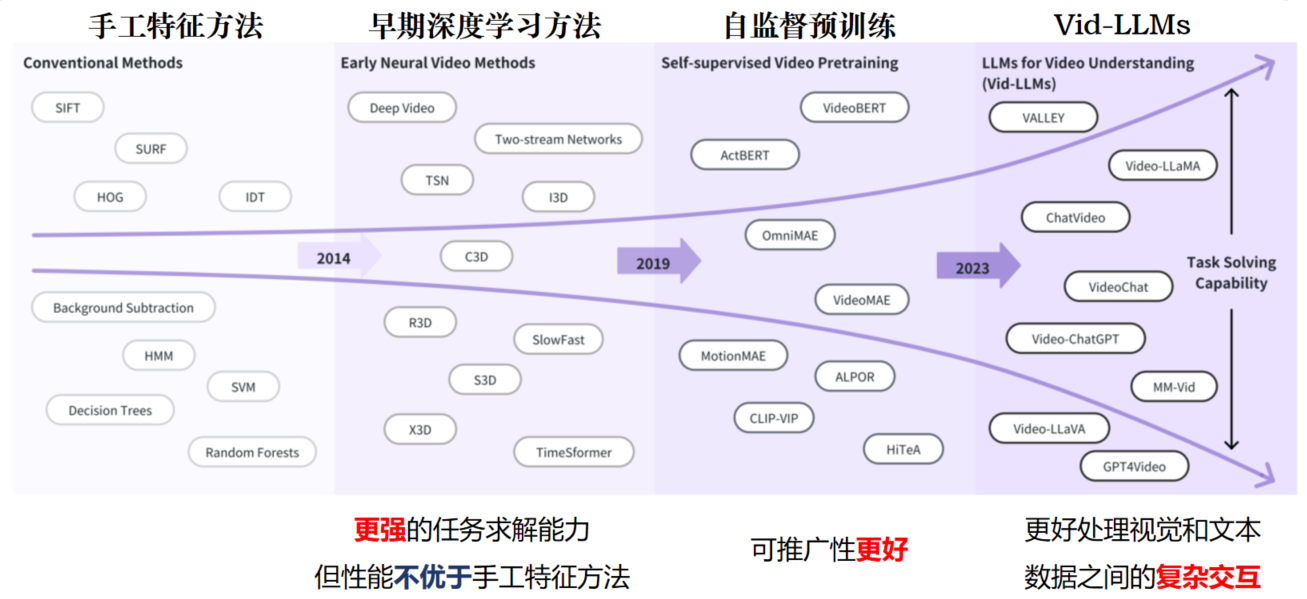 手工特征方法
早期深度学习方法
自监督预训练
Vid-LLMs
Conventional Methods
SIFT
SURF
HOG
IDT
Background Subtraction
HMM
SVM
Decision Trees
Random Forests
2014
Early Neural Video Methods
Deep Video
Two-stream Networks
TSN
I3D
C3D
R3D
SlowFast
S3D
X3D
TimeSformer
2019
Self-supervised Video Pretraining
VideoBERT
ActBERT
OmniMAE
VideoMAE
MotionMAE
ALPOR
CLIP-VIP
HiTeA
2023
LLMs for Video Understanding
(Vid-LLMs)
VALLEY
Video-LLaMA
ChatVideo
VideoChat
Video-ChatGPT
MM-Vid
Video-LLaVA
GPT4Video
Task Solving
Capability
更强的任务求解能力
但性能不优于手工特征方法
可推广性更好
更好处理视觉和文本
数据之间的复杂交互